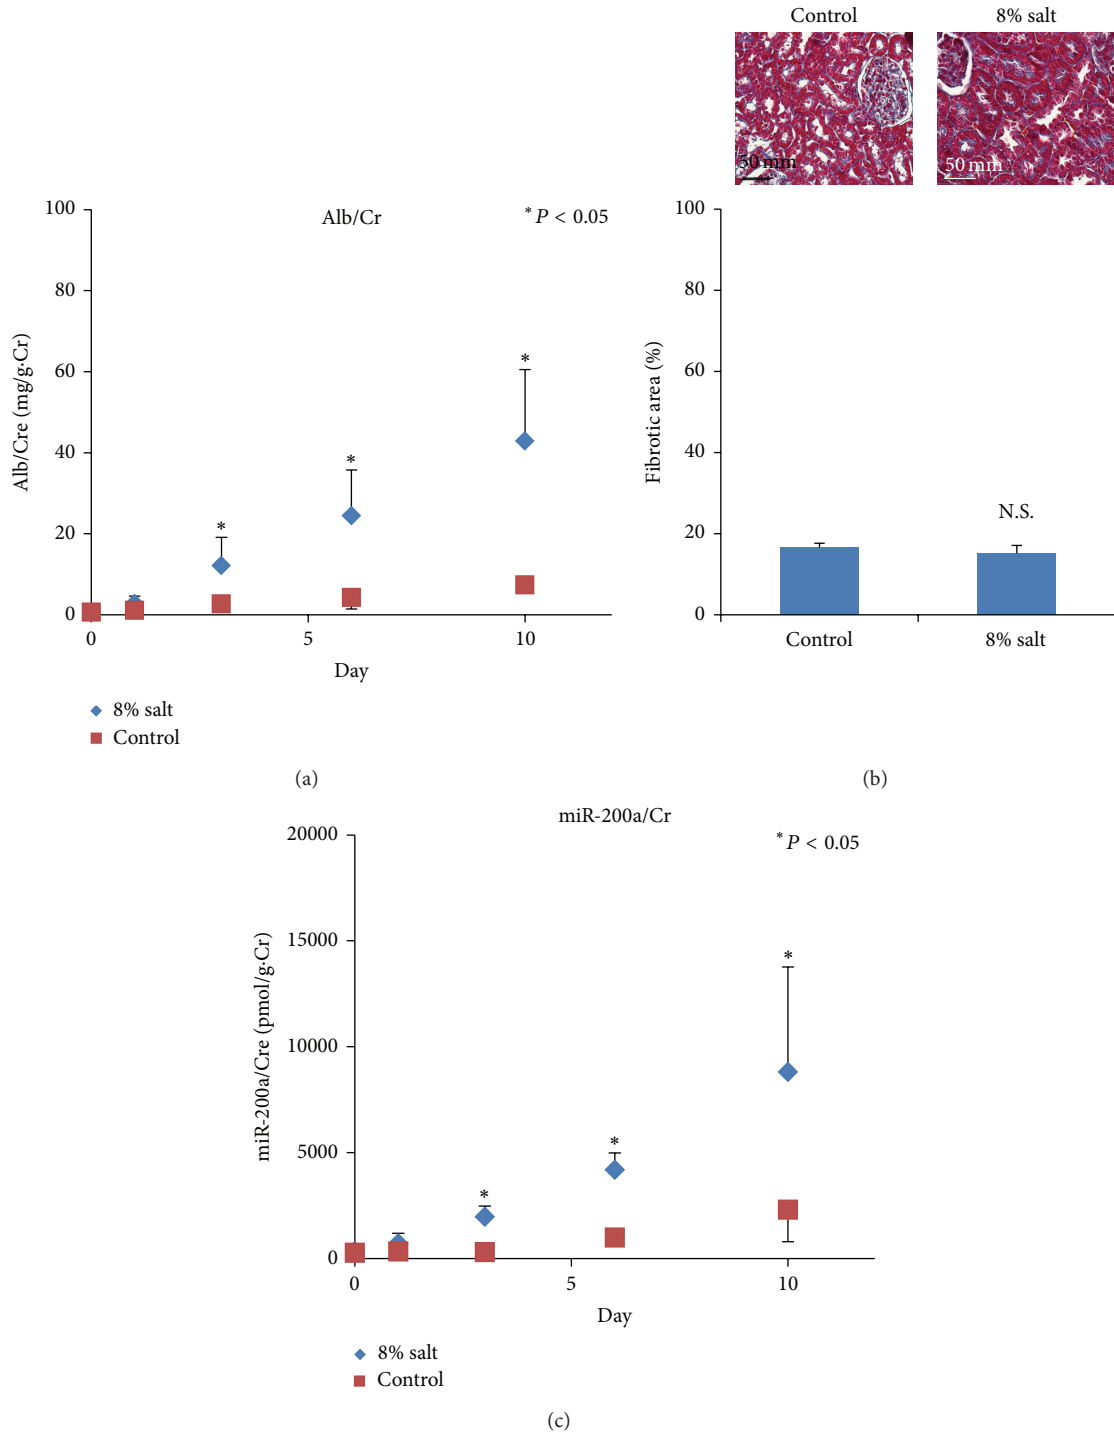 Control
8% salt
50 mm
50 mm
Alb/Cr
* P < 0.05
100
80
60
40
20
0
Alb/Cre (mg/g·Cr)
*
*
*
0
5
10
Day
8% salt
Control
(a)
100
80
60
40
20
0
Fibrotic area (%)
N.S.
Control
8% salt
(b)
miR-200a/Cr
* P < 0.05
20000
15000
10000
5000
0
miR-200a/Cre (pmol/g·Cr)
*
*
*
0
5
10
Day
8% salt
Control
(c)